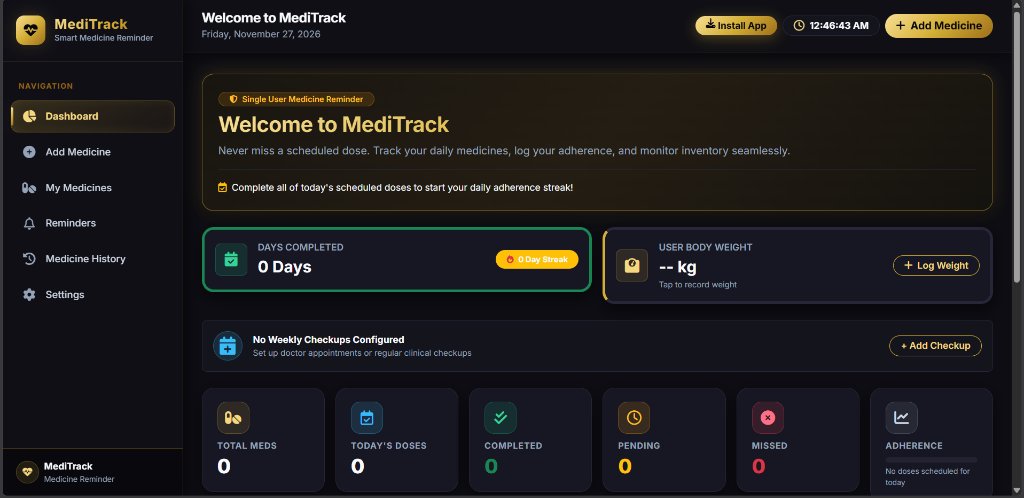 MediTrack
Smart Medicine Reminder
NAVIGATION
Dashboard
Add Medicine
My Medicines
Reminders
Medicine History
Settings
MediTrack
Medicine Reminder
Welcome to MediTrack
Friday, November 27, 2026
Install App
12:46:43 AM
+ Add Medicine
Single User Medicine Reminder
Welcome to MediTrack
Never miss a scheduled dose. Track your daily medicines, log your adherence, and monitor inventory seamlessly.
Complete all of today's scheduled doses to start your daily adherence streak!
DAYS COMPLETED
0 Days
0 Day Streak
USER BODY WEIGHT
-- kg
Tap to record weight
+ Log Weight
No Weekly Checkups Configured
Set up doctor appointments or regular clinical checkups
+ Add Checkup
TOTAL MEDS
0
TODAY'S DOSES
0
COMPLETED
0
PENDING
0
MISSED
0
ADHERENCE
No doses scheduled for
today